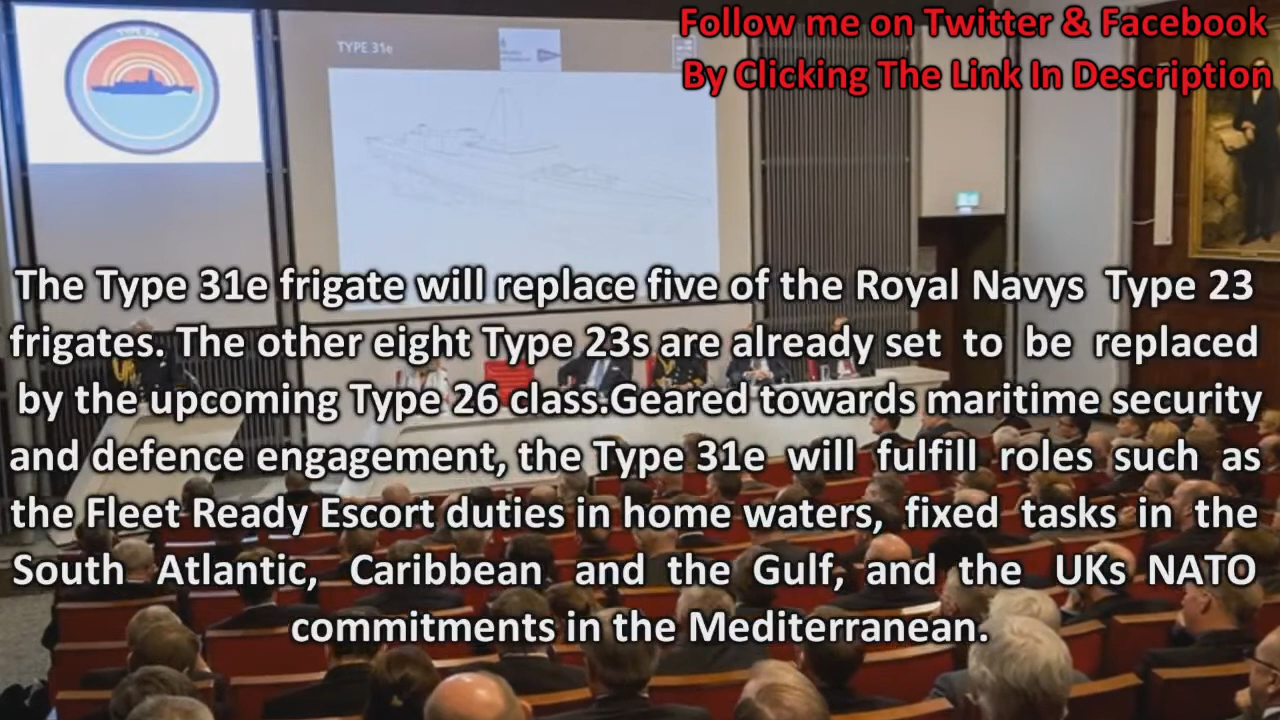 Follow me on Twitter & Facebook
By Clicking The Link In Description
TYPE 31e
The Type 31e frigate will replace five of the Royal Navys Type 23
frigates. The other eight Type 23s are already set to be replaced
by the upcoming Type 26 class.Geared towards maritime security
and defence engagement, the Type 31e will fulfill roles such as
the Fleet Ready Escort duties in home waters, fixed tasks in the
South Atlantic, Caribbean and the Gulf, and the UKs NATO
commitments in the Mediterranean.